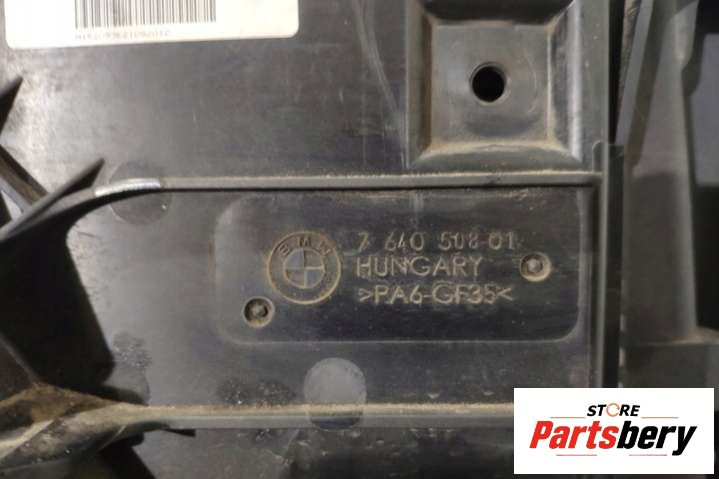 BMW
7 640 508-01
HUNGARY
>PA6-GF35<
STORE
Partsbery